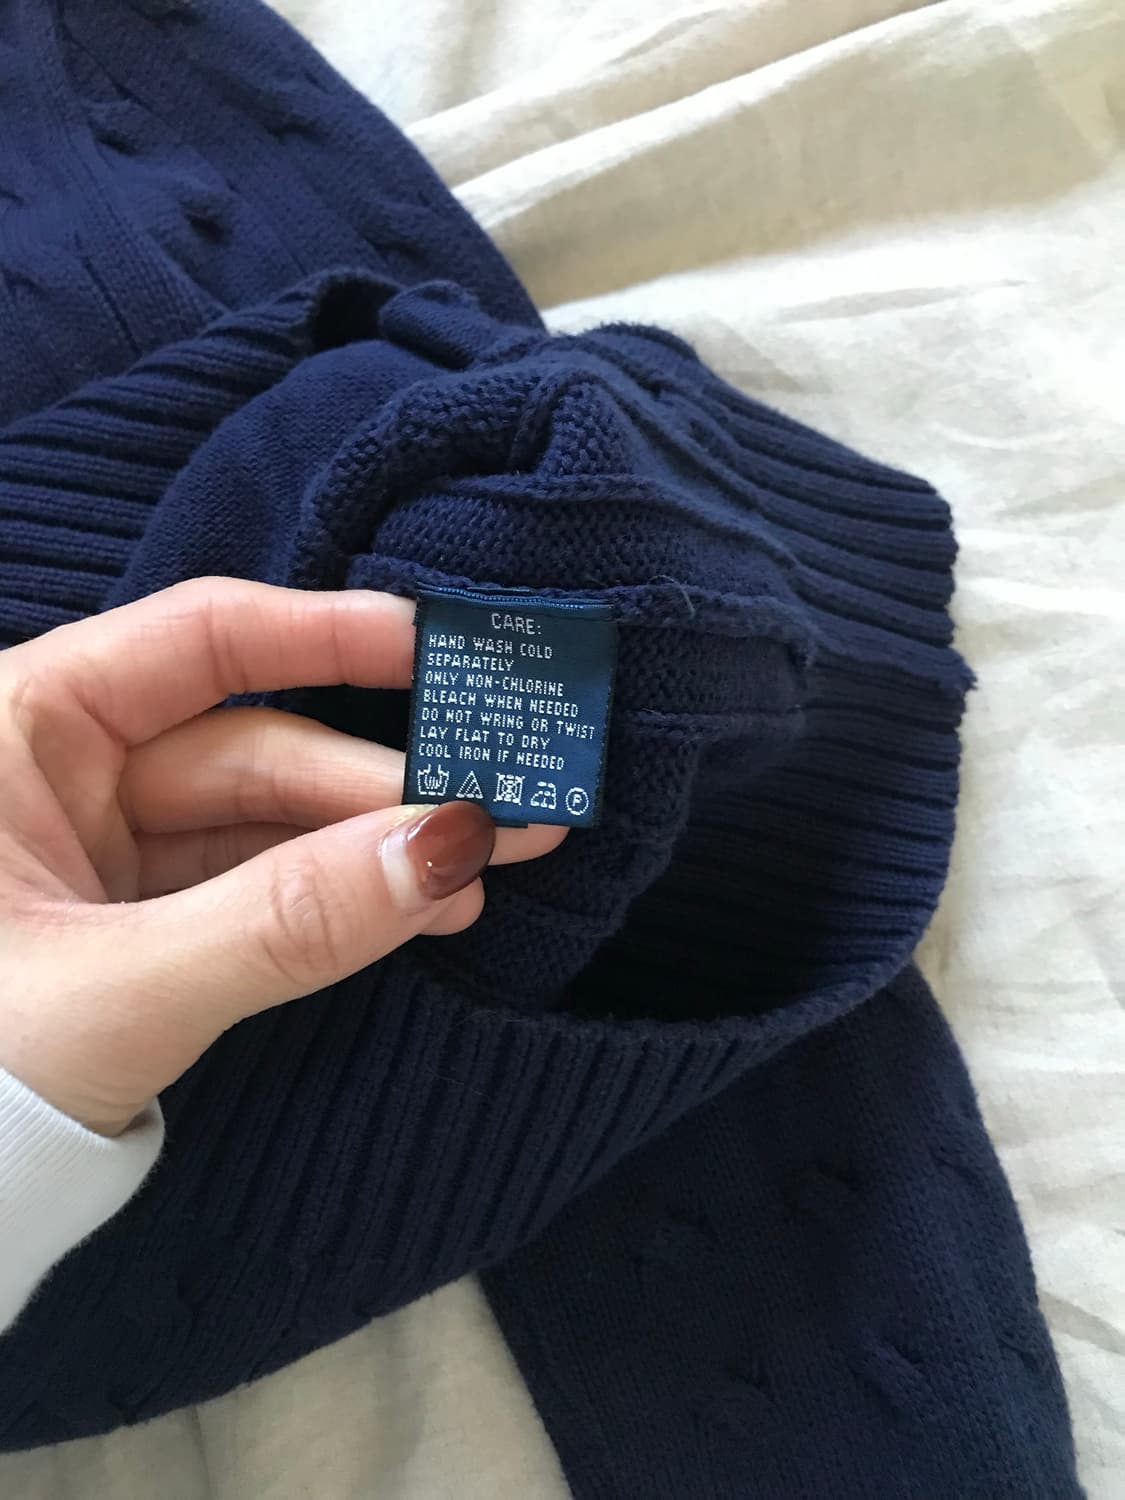 CARE:
HAND WASH COLD
SEPARATELY
ONLY NON-CHLORINE
BLEACH WHEN NEEDED
DO NOT WRING OR TWIST
LAY FLAT TO DRY
COOL IRON IF NEEDED
P